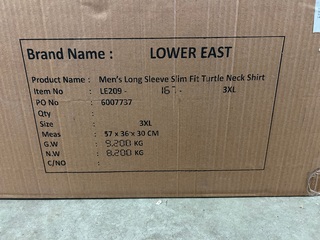 Brand Name : LOWER EAST
Product Name : Men's Long Sleeve Slim Fit Turtle Neck Shirt
Item No : LE209 - 167 - 3XL
PO No : 6007737
Qty :
Size : 3XL
Meas : 57 x 36 x 30 CM
G.W : 9.200 KG
N.W : 8.200 KG
C/NO :